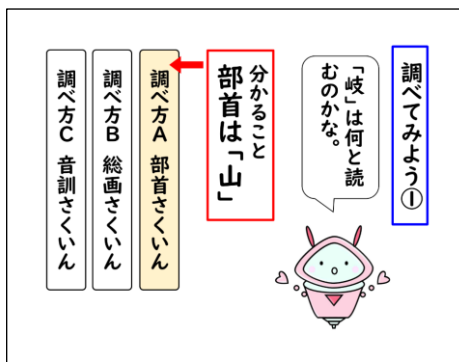 調べてみよう①
「岐」は何と読
むのかな。
分かること
部首は「山」
調べ方A 部首さくいん
調べ方B 総画さくいん
調べ方C 音訓さくいん